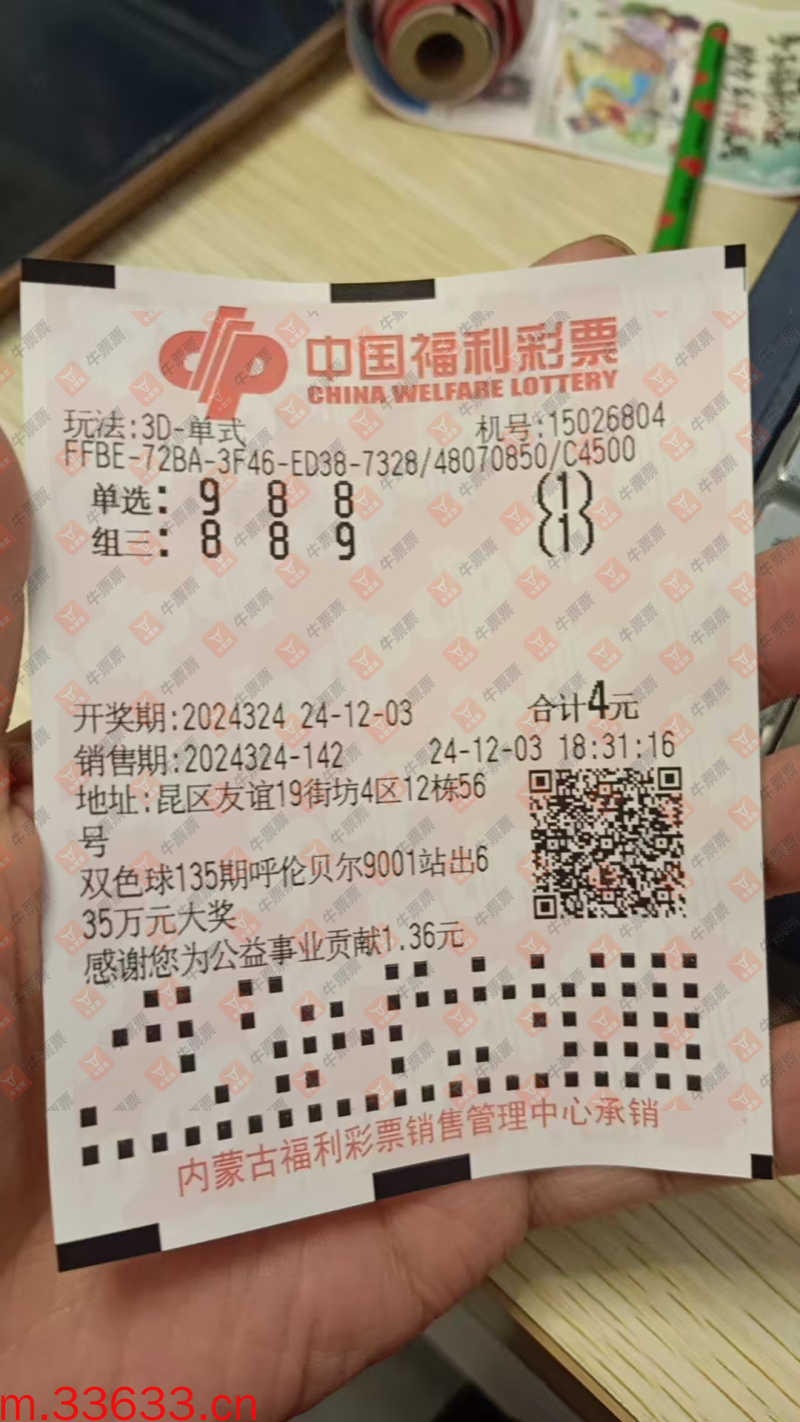 中国福利彩票
CHINA WELFARE LOTTERY
玩法:3D-单式 机号:15026804
FFBE-72BA-3F46-ED38-7328/48070850/C4500
单选: 9 8 8 (1)
组三: 8 8 9 (1)
开奖期:2024324 24-12-03 合计4元
销售期:2024324-142 24-12-03 18:31:16
地址:昆区友谊19街坊4区12栋56
号
双色球135期呼伦贝尔9001站出6
35万元大奖
感谢您为公益事业贡献1.36元
内蒙古福利彩票销售管理中心承销
牛票票
m.33633.cn